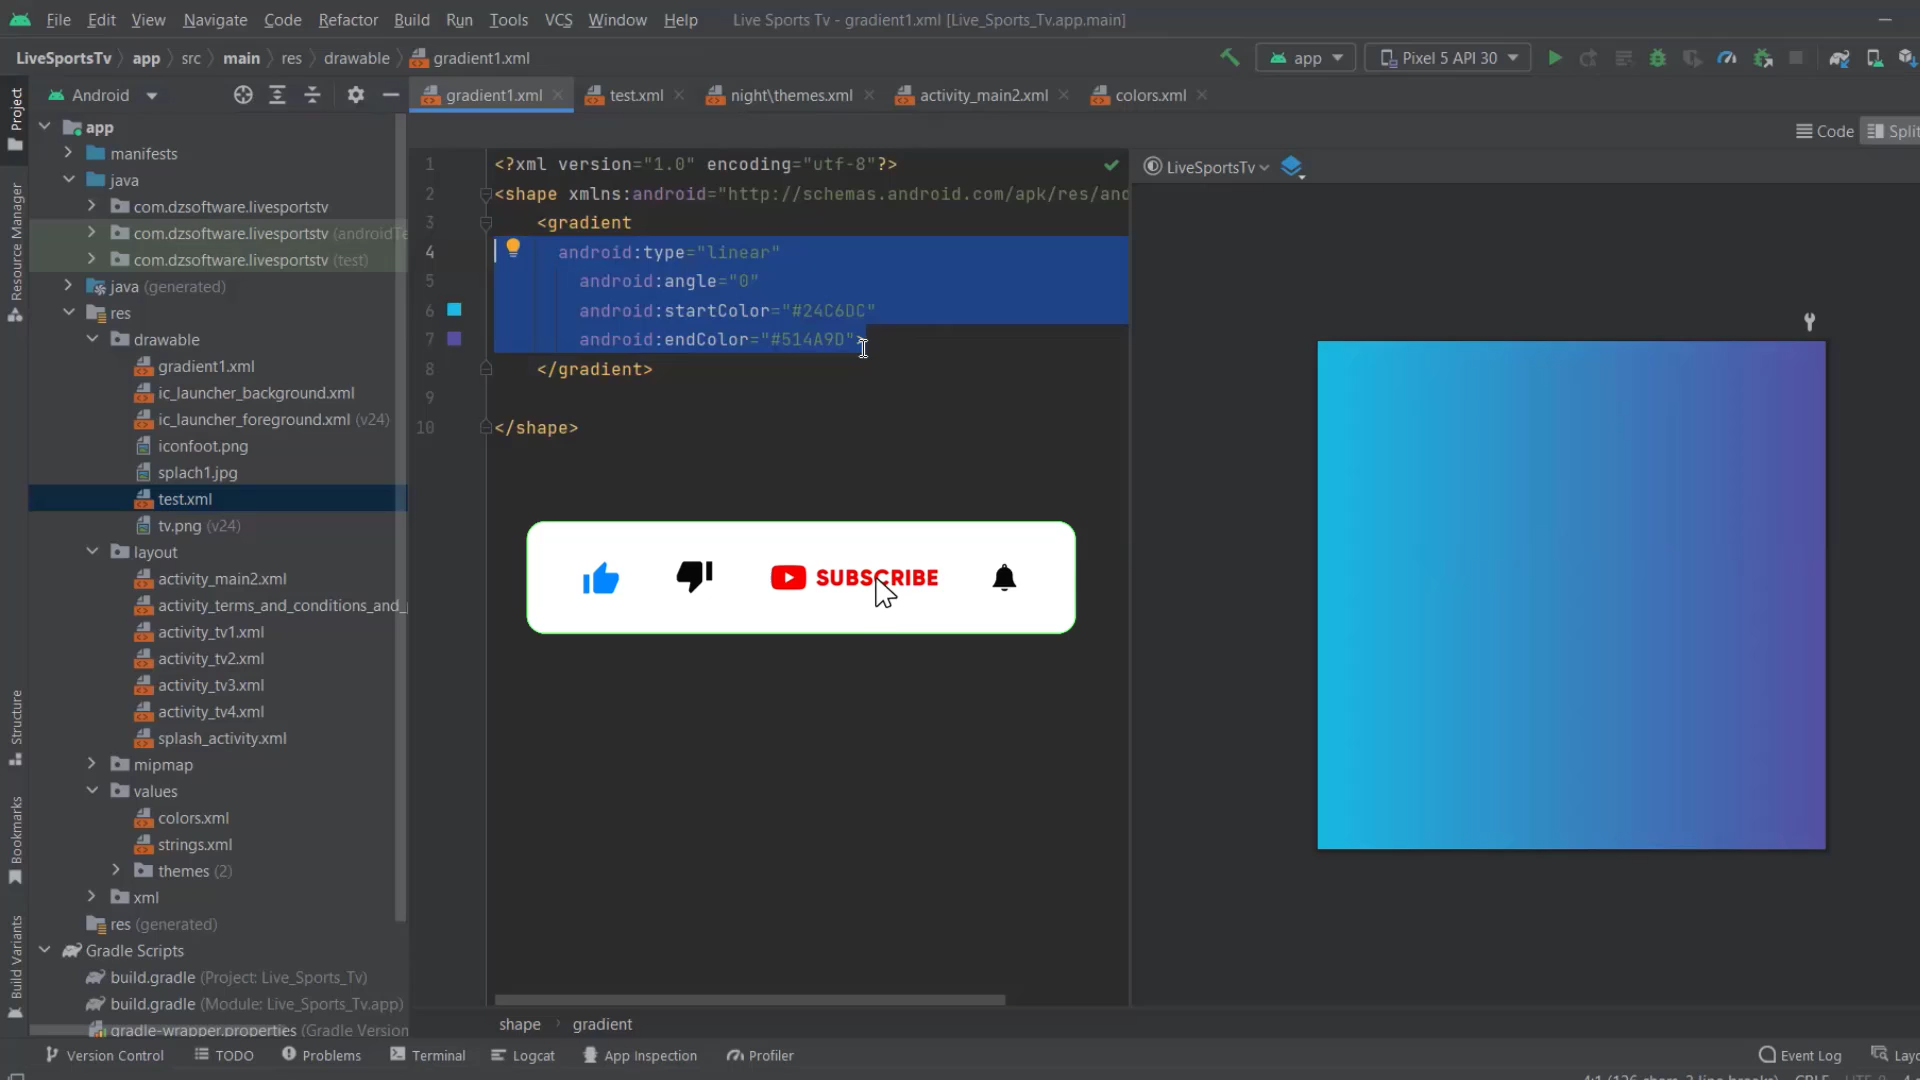 File Edit View Navigate Code Refactor Build Run Tools VCS Window Help Live Sports Tv - gradient1.xml [Live_Sports_Tv.app.main]
LiveSportsTv app src main res drawable gradient1.xml app Pixel 5 API 30
Project
Resource Manager
Structure
Bookmarks
Build Variants
Android
app
manifests
java
com.dzsoftware.livesportstv
com.dzsoftware.livesportstv (androidTe
com.dzsoftware.livesportstv (test)
java (generated)
res
drawable
gradient1.xml
ic_launcher_background.xml
ic_launcher_foreground.xml (v24)
iconfoot.png
splach1.jpg
test.xml
tv.png (v24)
layout
activity_main2.xml
activity_terms_and_conditions_and_
activity_tv1.xml
activity_tv2.xml
activity_tv3.xml
activity_tv4.xml
splash_activity.xml
mipmap
values
colors.xml
strings.xml
themes (2)
xml
res (generated)
Gradle Scripts
build.gradle (Project: Live_Sports_Tv)
build.gradle (Module: Live_Sports_Tv.app)
gradle-wrapper.properties (Gradle Version
gradient1.xml test.xml night\themes.xml activity_main2.xml colors.xml
Code Split
LiveSportsTv
1 <?xml version="1.0" encoding="utf-8"?>
2 <shape xmlns:android="http://schemas.android.com/apk/res/and
3 <gradient
4 android:type="linear"
5 android:angle="0"
6 android:startColor="#24C6DC"
7 android:endColor="#514A9D">
8 </gradient>
9
10 </shape>
SUBSCRIBE
shape gradient
Version Control TODO Problems Terminal Logcat App Inspection Profiler Event Log Layo